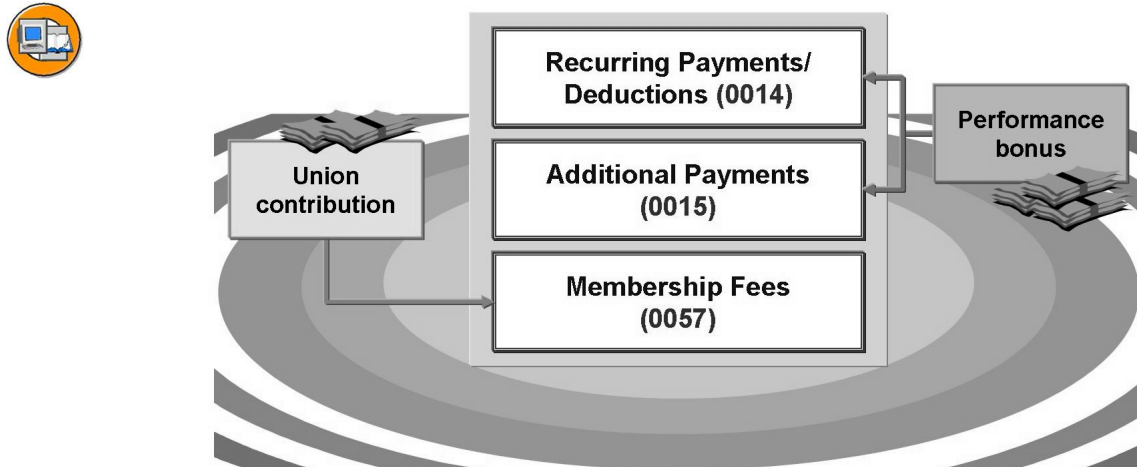 Recurring Payments/
Deductions (0014)
Performance
bonus
Union
contribution
Additional Payments
(0015)
Membership Fees
(0057)